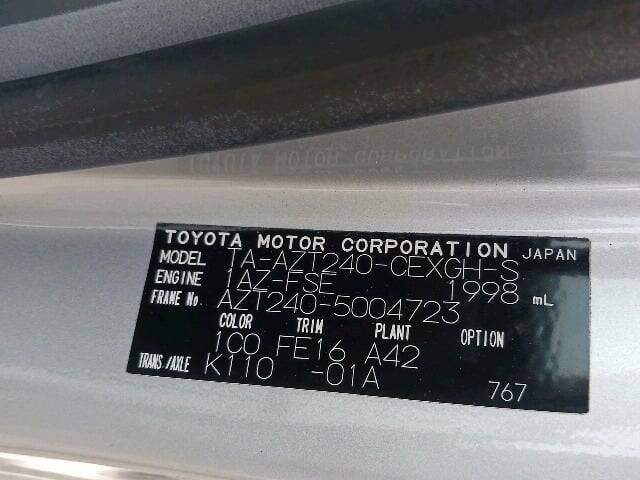 TOYOTA MOTOR CORPORATION JAPAN
MODEL TA-AZT240-CEXGH-S
ENGINE 1AZ-FSE 1998 mL
FRAME No. AZT240-5004723
COLOR TRIM PLANT OPTION
1C0 FE16 A42
TRANS./AXLE K110 -01A
767